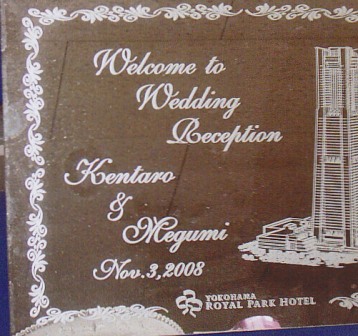 Welcome to
Wedding
Reception
Kentaro
&
Megumi
Nov.3,2008
YOKOHAMA
ROYAL PARK HOTEL